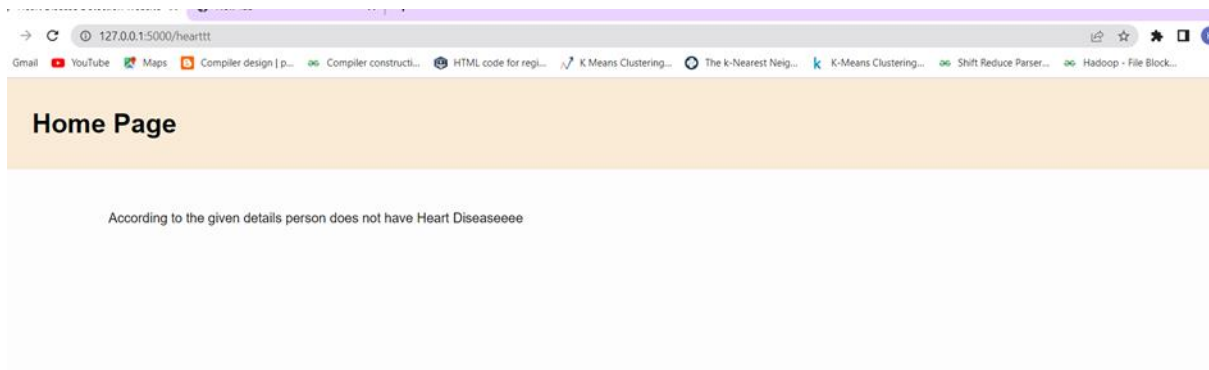 127.0.0.1:5000/hearttt
Gmail YouTube Maps Compiler design | p... Compiler constructi... HTML code for regi... K Means Clustering... The k-Nearest Neig... K-Means Clustering... Shift Reduce Parser... Hadoop - File Block...
Home Page
According to the given details person does not have Heart Diseaseeee